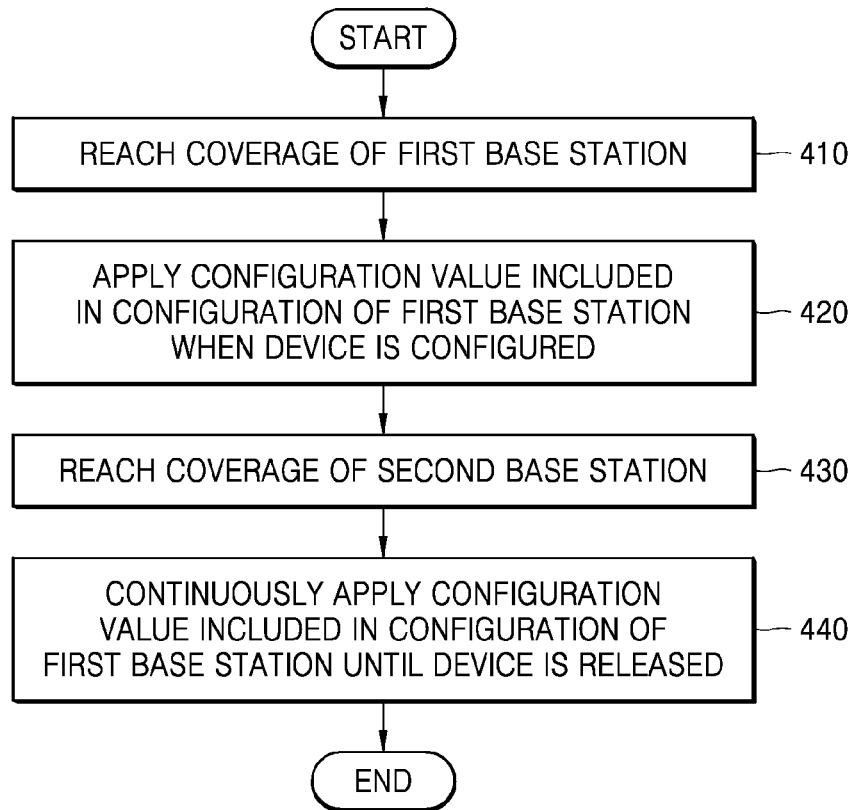 START
REACH COVERAGE OF FIRST BASE STATION
410
APPLY CONFIGURATION VALUE INCLUDED
IN CONFIGURATION OF FIRST BASE STATION
WHEN DEVICE IS CONFIGURED
420
REACH COVERAGE OF SECOND BASE STATION
430
CONTINUOUSLY APPLY CONFIGURATION
VALUE INCLUDED IN CONFIGURATION OF
FIRST BASE STATION UNTIL DEVICE IS RELEASED
440
END